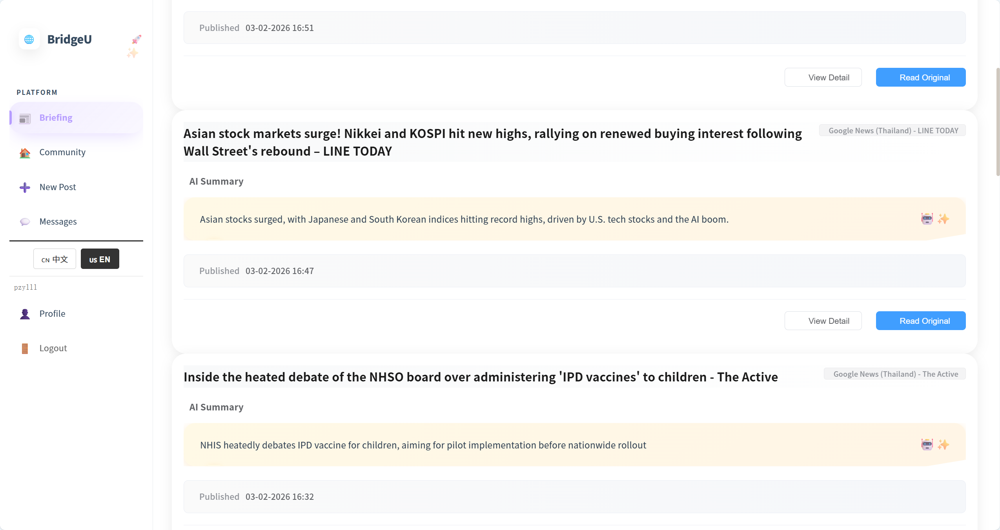 BridgeU
PLATFORM
Briefing
Community
New Post
Messages
CN 中文
US EN
pzylll
Profile
Logout
Published 03-02-2026 16:51
View Detail
Read Original
Asian stock markets surge! Nikkei and KOSPI hit new highs, rallying on renewed buying interest following
Wall Street's rebound – LINE TODAY
Google News (Thailand) - LINE TODAY
AI Summary
Asian stocks surged, with Japanese and South Korean indices hitting record highs, driven by U.S. tech stocks and the AI boom.
Published 03-02-2026 16:47
View Detail
Read Original
Inside the heated debate of the NHSO board over administering 'IPD vaccines' to children - The Active
Google News (Thailand) - The Active
AI Summary
NHIS heatedly debates IPD vaccine for children, aiming for pilot implementation before nationwide rollout
Published 03-02-2026 16:32